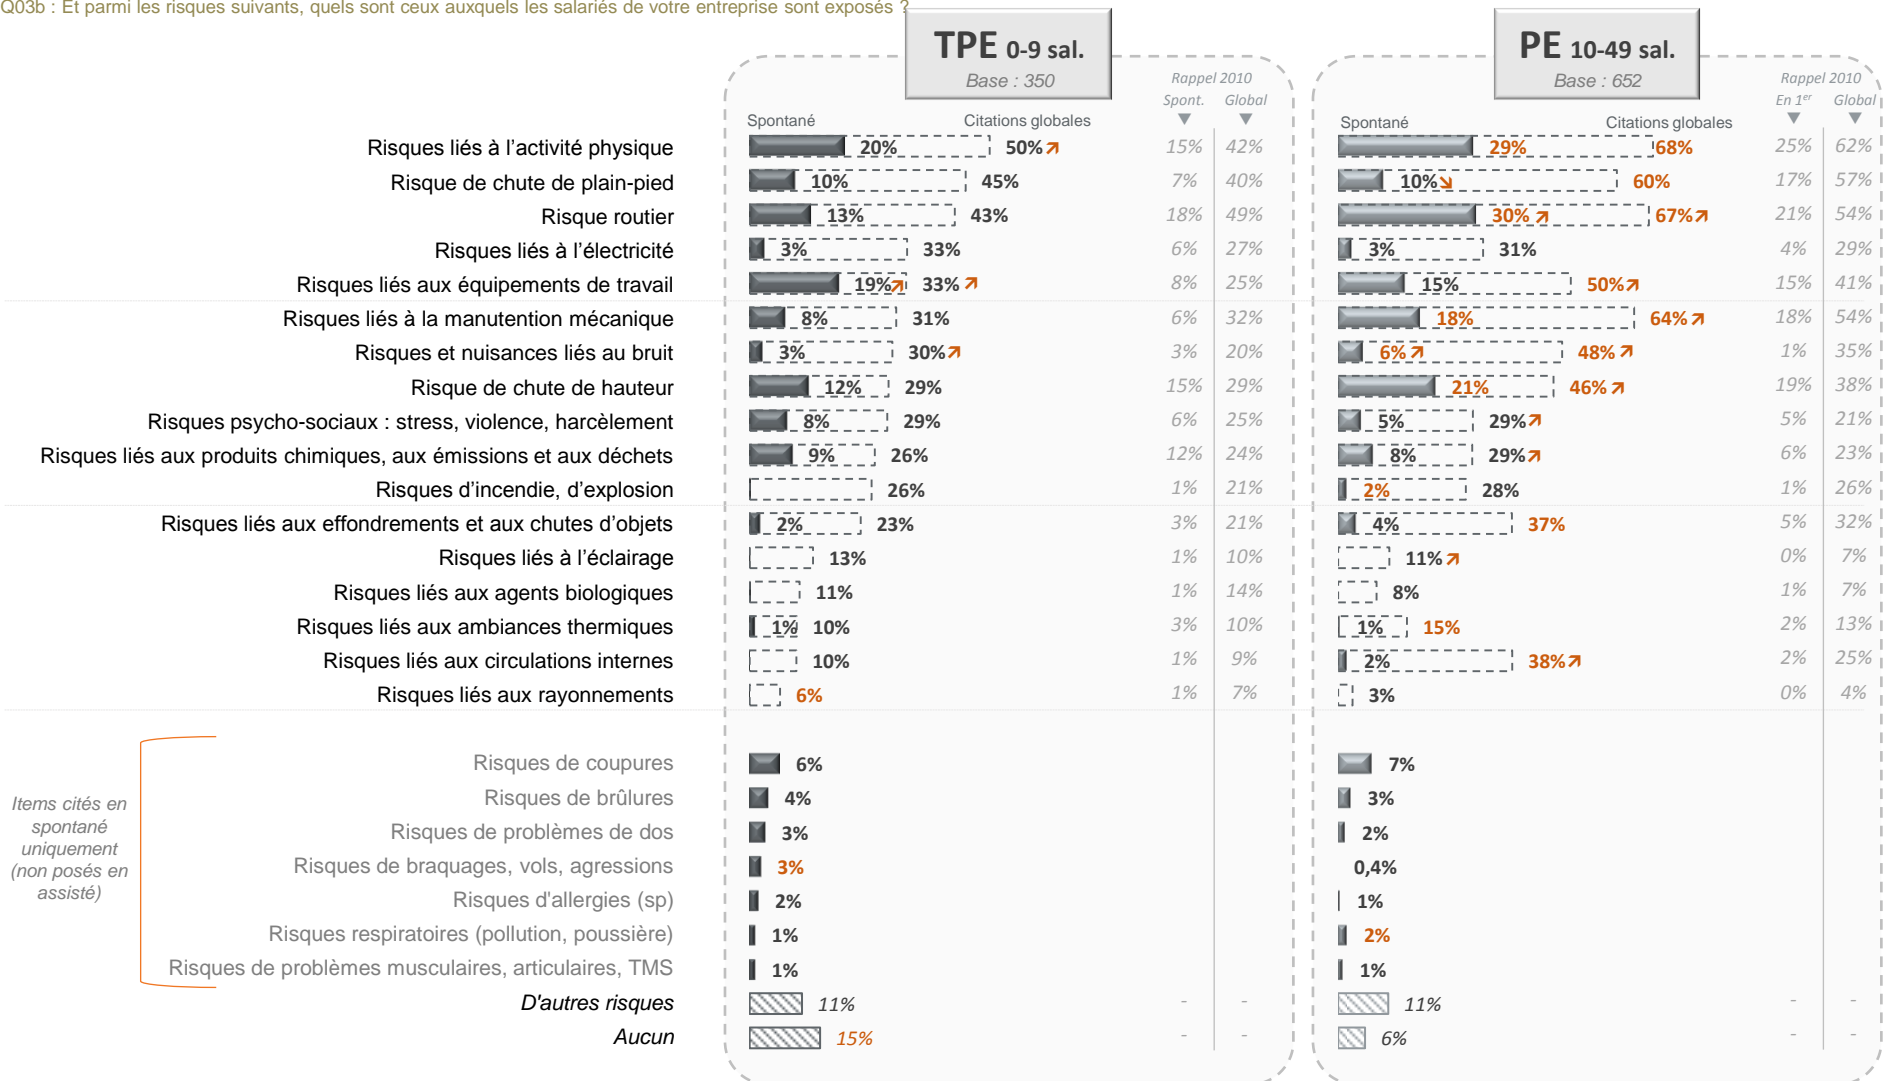 Q03b : Et parmi les risques suivants, quels sont ceux auxquels les salariés de votre entreprise sont exposés ?
TPE 0-9 sal.
Base : 350
Rappel 2010
Spont. Global
Spontané Citations globales
PE 10-49 sal.
Base : 652
Rappel 2010
En 1er Global
Spontané Citations globales
Risques liés à l'activité physique 20% 50% 15% 42% 29% 68% 25% 62%
Risque de chute de plain-pied 10% 45% 7% 40% 10% 60% 17% 57%
Risque routier 13% 43% 18% 49% 30% 67% 21% 54%
Risques liés à l'électricité 3% 33% 6% 27% 3% 31% 4% 29%
Risques liés aux équipements de travail 19% 33% 8% 25% 15% 50% 15% 41%
Risques liés à la manutention mécanique 8% 31% 6% 32% 18% 64% 18% 54%
Risques et nuisances liés au bruit 3% 30% 3% 20% 6% 48% 1% 35%
Risque de chute de hauteur 12% 29% 15% 29% 21% 46% 19% 38%
Risques psycho-sociaux : stress, violence, harcèlement 8% 29% 6% 25% 5% 29% 5% 21%
Risques liés aux produits chimiques, aux émissions et aux déchets 9% 26% 12% 24% 8% 29% 6% 23%
Risques d'incendie, d'explosion 26% 1% 21% 2% 28% 1% 26%
Risques liés aux effondrements et aux chutes d'objets 2% 23% 3% 21% 4% 37% 5% 32%
Risques liés à l'éclairage 13% 1% 10% 11% 0% 7%
Risques liés aux agents biologiques 11% 1% 14% 8% 1% 7%
Risques liés aux ambiances thermiques 1% 10% 3% 10% 1% 15% 2% 13%
Risques liés aux circulations internes 10% 1% 9% 2% 38% 2% 25%
Risques liés aux rayonnements 6% 1% 7% 3% 0% 4%
Items cités en
spontané
uniquement
(non posés en
assisté)
Risques de coupures 6% 7%
Risques de brûlures 4% 3%
Risques de problèmes de dos 3% 2%
Risques de braquages, vols, agressions 3% 0,4%
Risques d'allergies (sp) 2% 1%
Risques respiratoires (pollution, poussière) 1% 2%
Risques de problèmes musculaires, articulaires, TMS 1% 1%
D'autres risques 11% - - 11% - -
Aucun 15% - - 6% - -